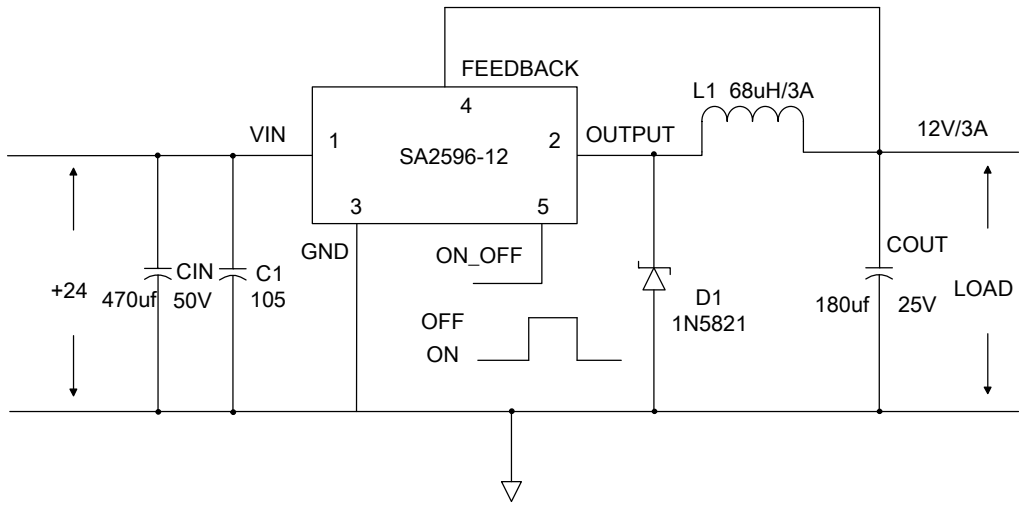 FEEDBACK
4
L1 68uH/3A
VIN
1
2
OUTPUT
12V/3A
SA2596-12
3
5
GND
ON_OFF
COUT
+24
CIN
C1
470uf
50V
105
D1
1N5821
180uf
25V
LOAD
OFF
ON